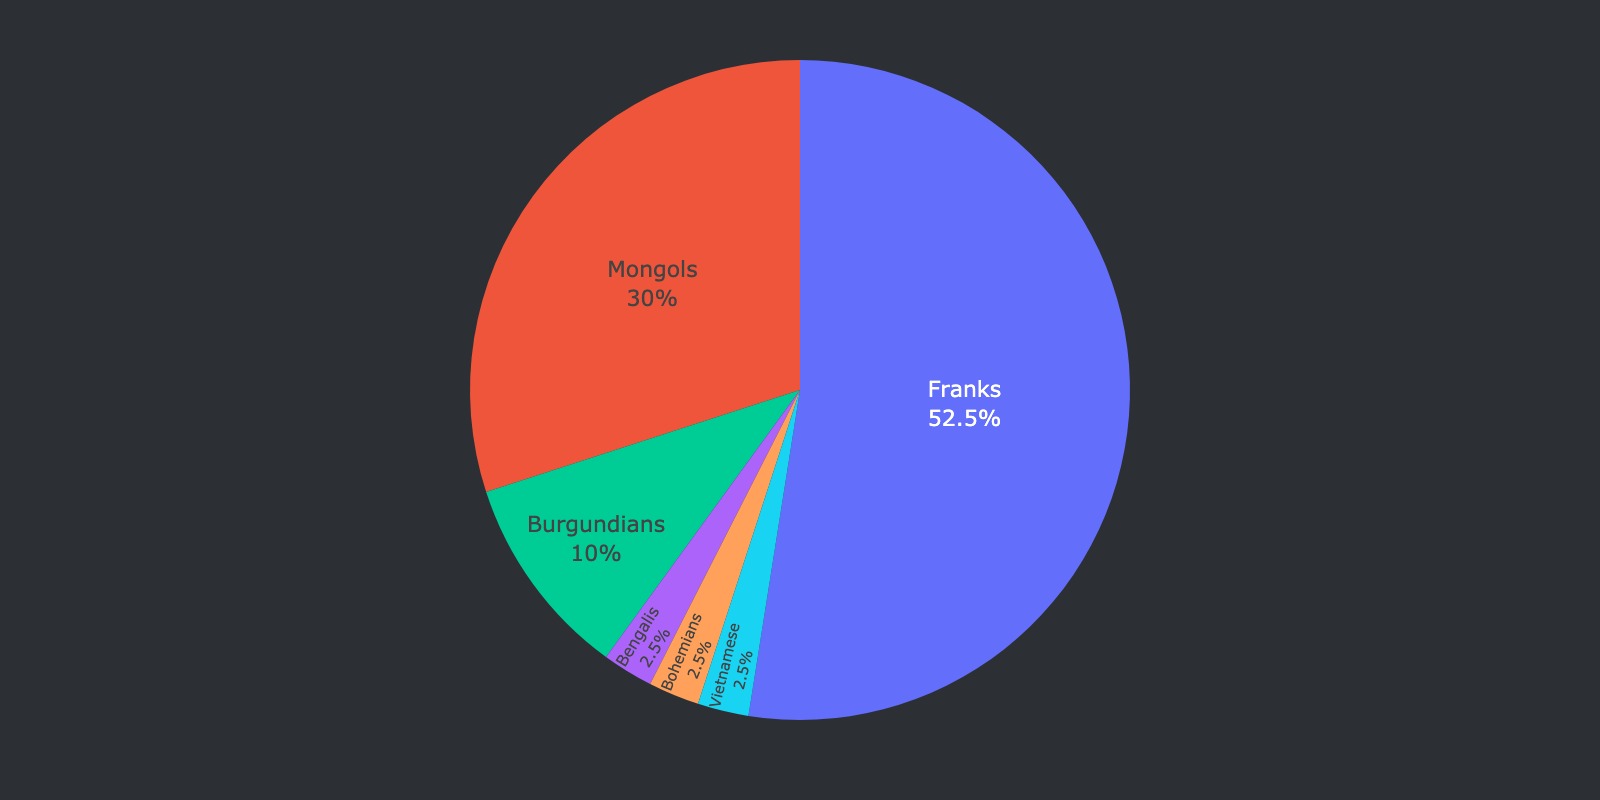 Mongols
30%
Franks
52.5%
Burgundians
10%
Bengalis
2.5%
Bohemians
2.5%
Vietnamese
2.5%